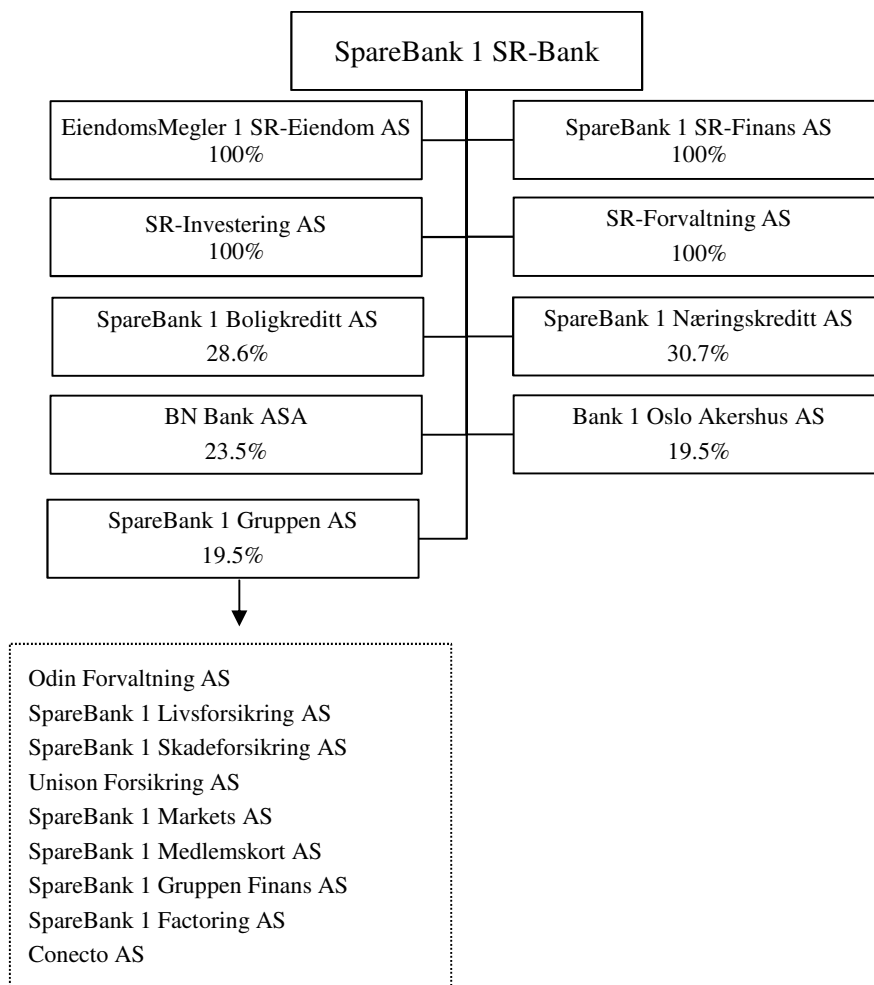 SpareBank 1 SR-Bank
EiendomsMegler 1 SR-Eiendom AS
100%
SpareBank 1 SR-Finans AS
100%
SR-Investering AS
100%
SR-Forvaltning AS
100%
SpareBank 1 Boligkreditt AS
28.6%
SpareBank 1 Næringskreditt AS
30.7%
BN Bank ASA
23.5%
Bank 1 Oslo Akershus AS
19.5%
SpareBank 1 Gruppen AS
19.5%
Odin Forvaltning AS
SpareBank 1 Livsforsikring AS
SpareBank 1 Skadeforsikring AS
Unison Forsikring AS
SpareBank 1 Markets AS
SpareBank 1 Medlemskort AS
SpareBank 1 Gruppen Finans AS
SpareBank 1 Factoring AS
Conecto AS